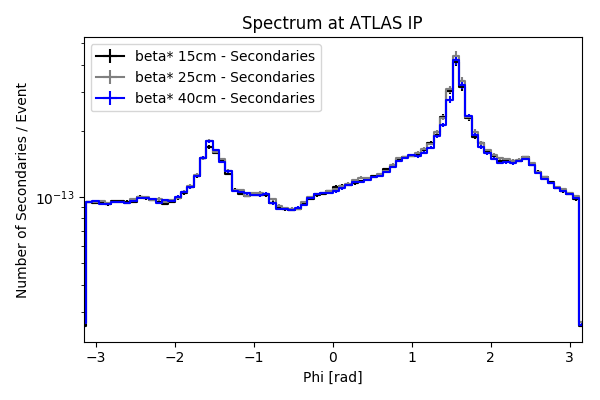 Spectrum at ATLAS IP
Number of Secondaries / Event
beta* 15cm - Secondaries
beta* 25cm - Secondaries
beta* 40cm - Secondaries
10−13
−3 −2 −1 0 1 2 3
Phi [rad]